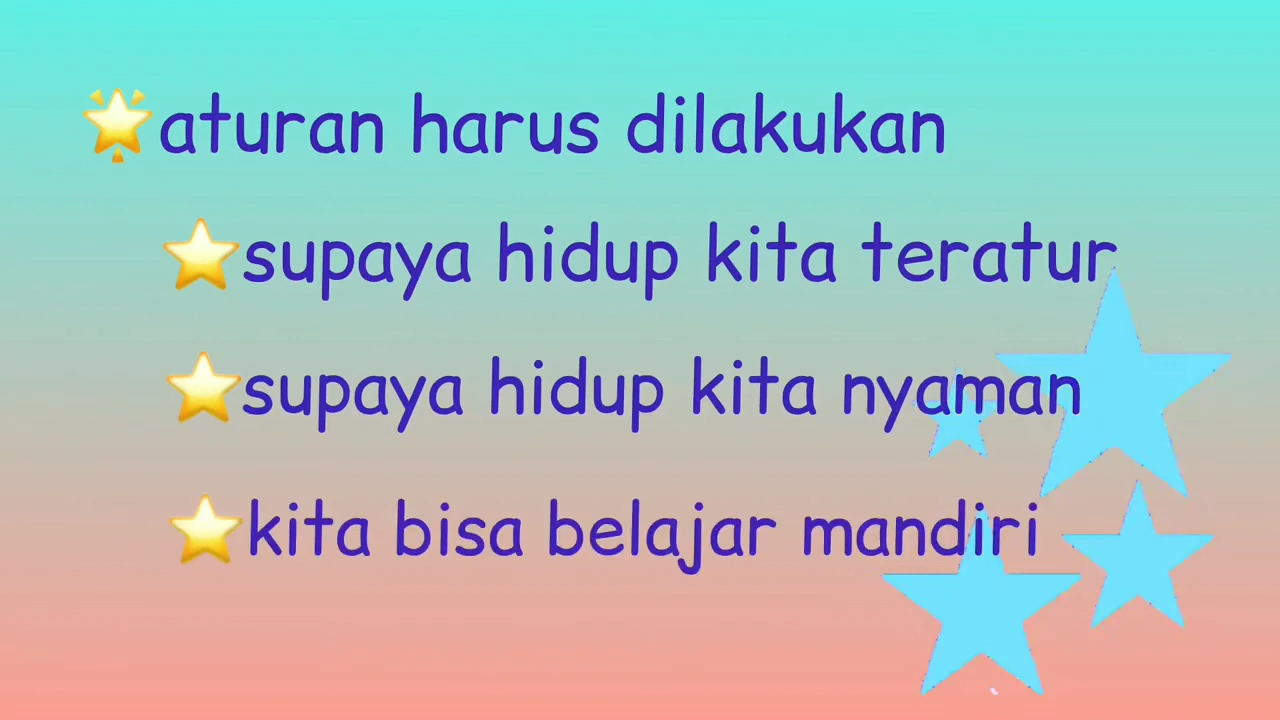 aturan harus dilakukan
supaya hidup kita teratur
supaya hidup kita nyaman
kita bisa belajar mandiri